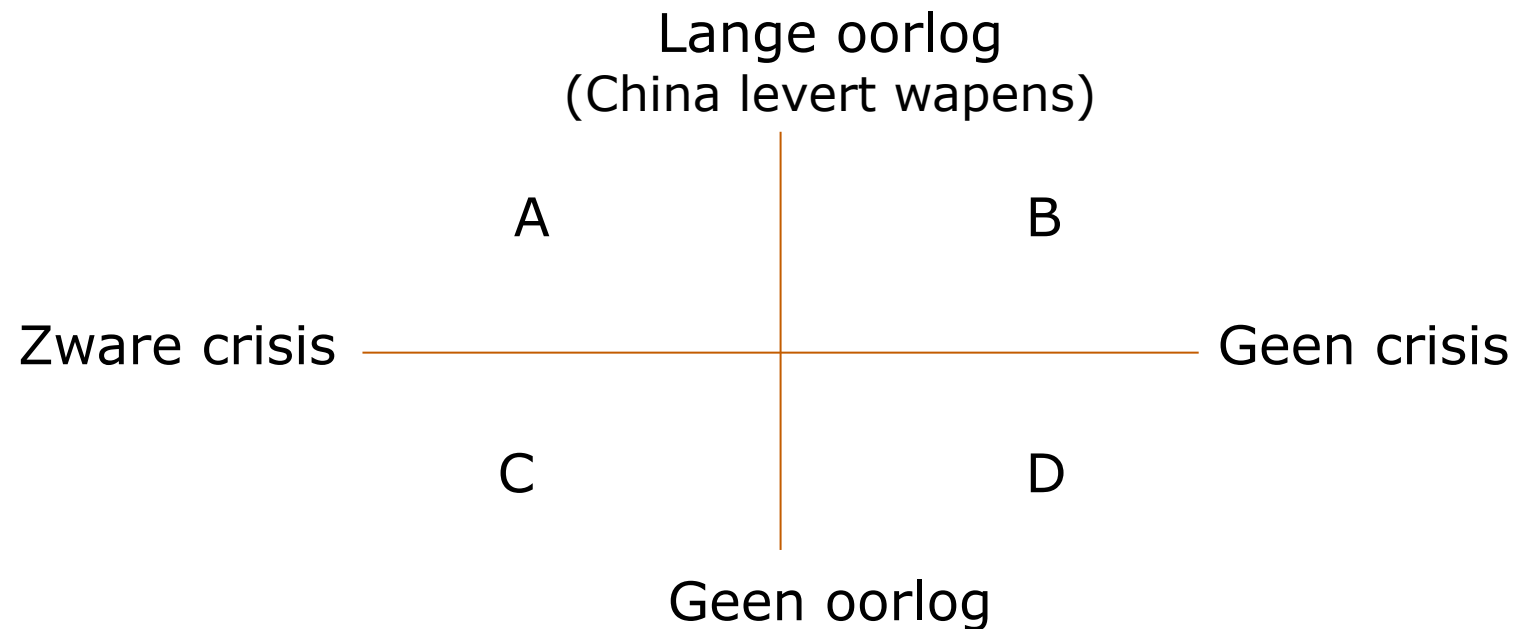 Lange oorlog
(China levert wapens)
A
B
Zware crisis
Geen crisis
C
D
Geen oorlog